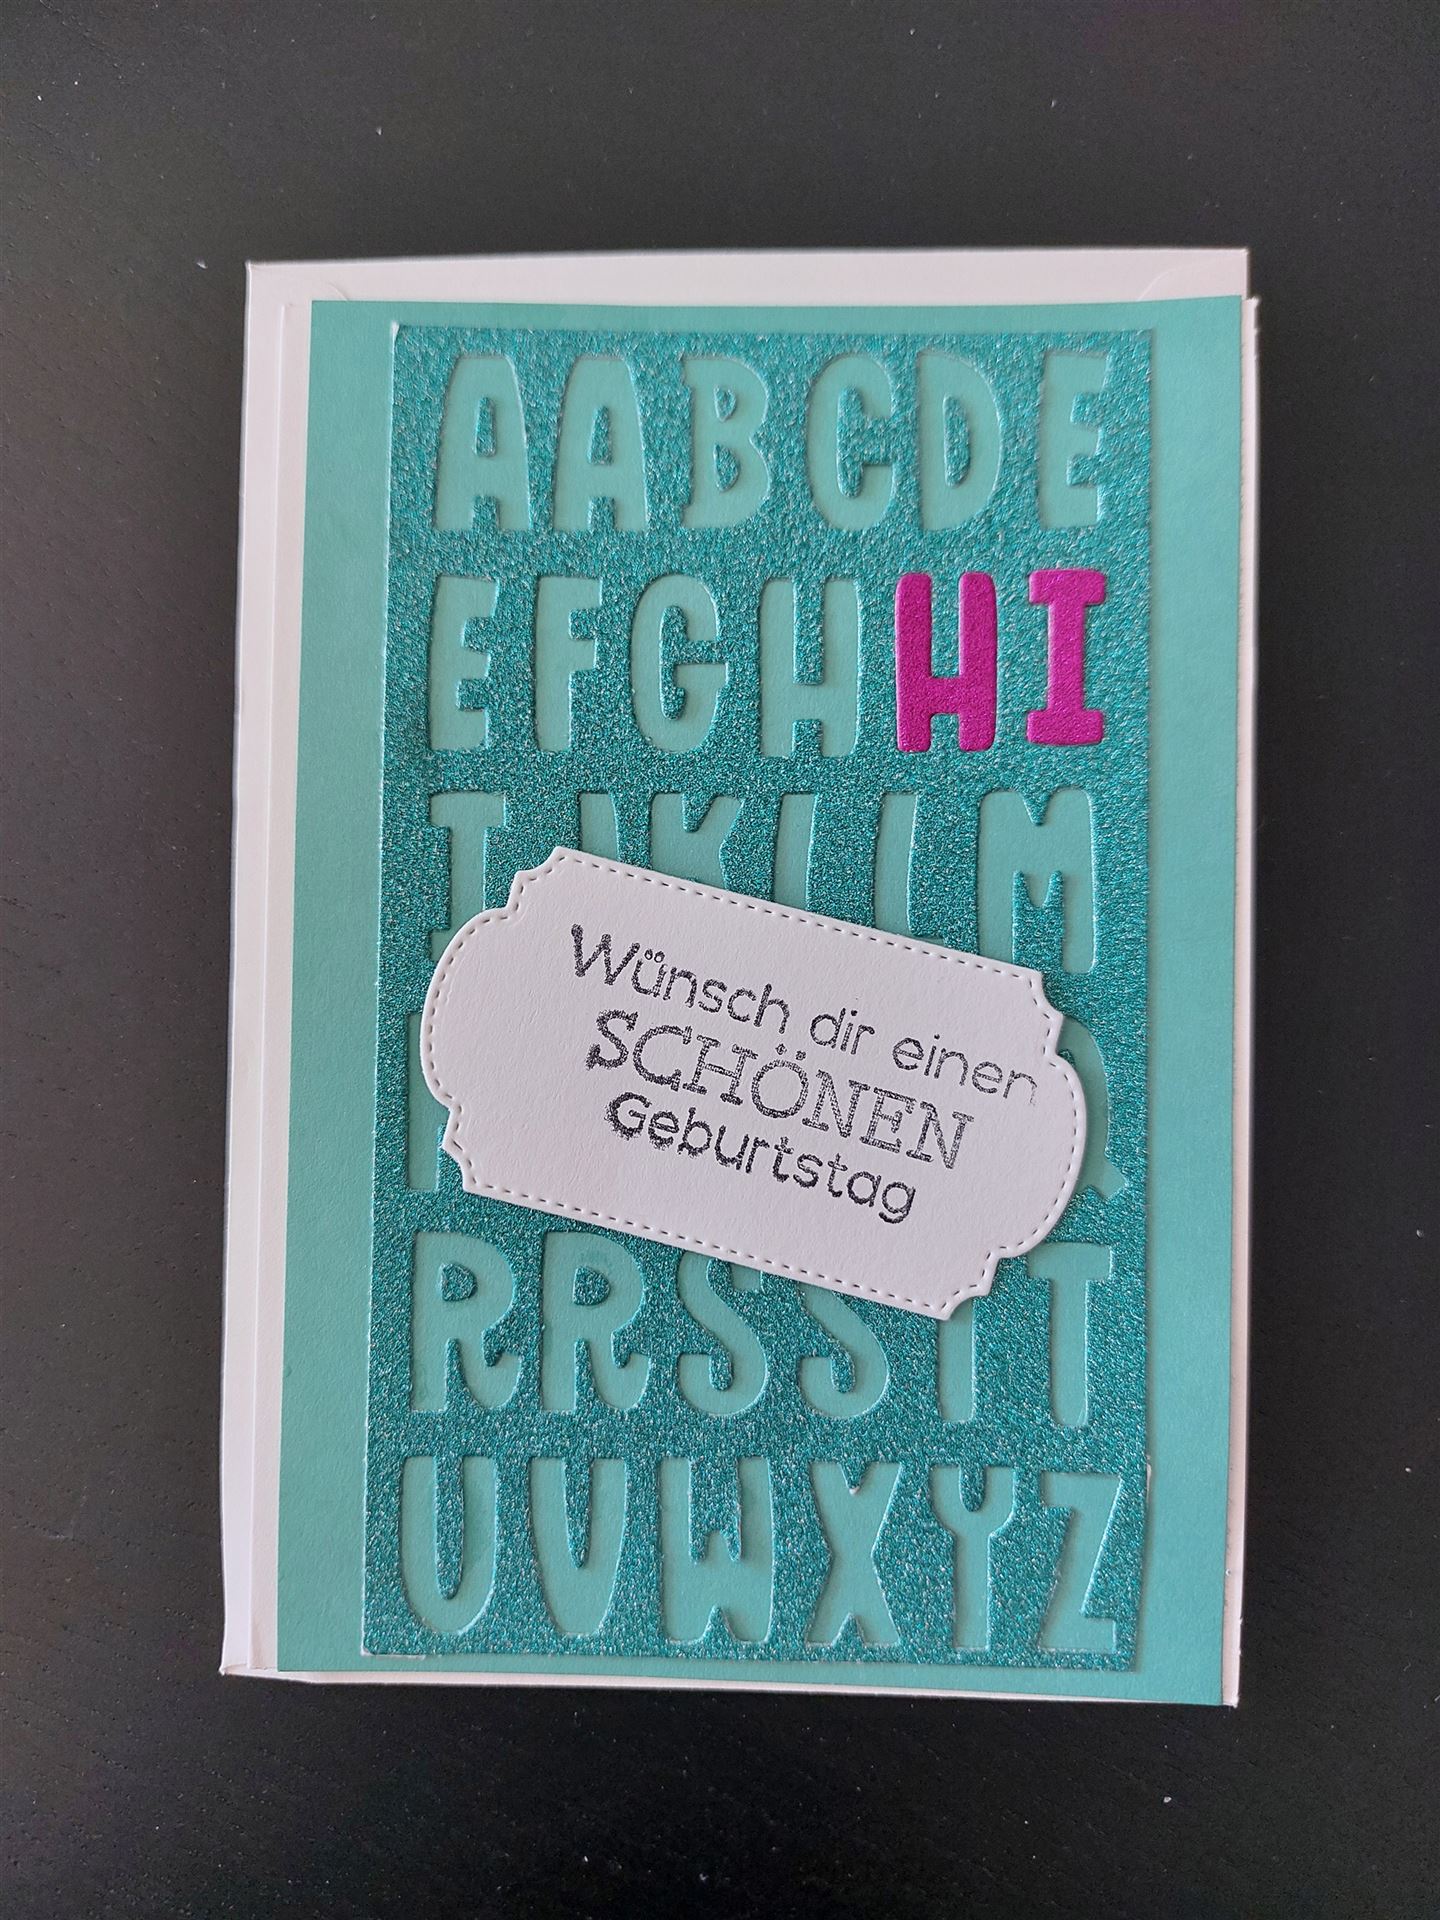 AABCDE
EFGHHI
Wünsch dir einen
SCHÖNEN
Geburtstag
RRSSTT
UVWXYZ